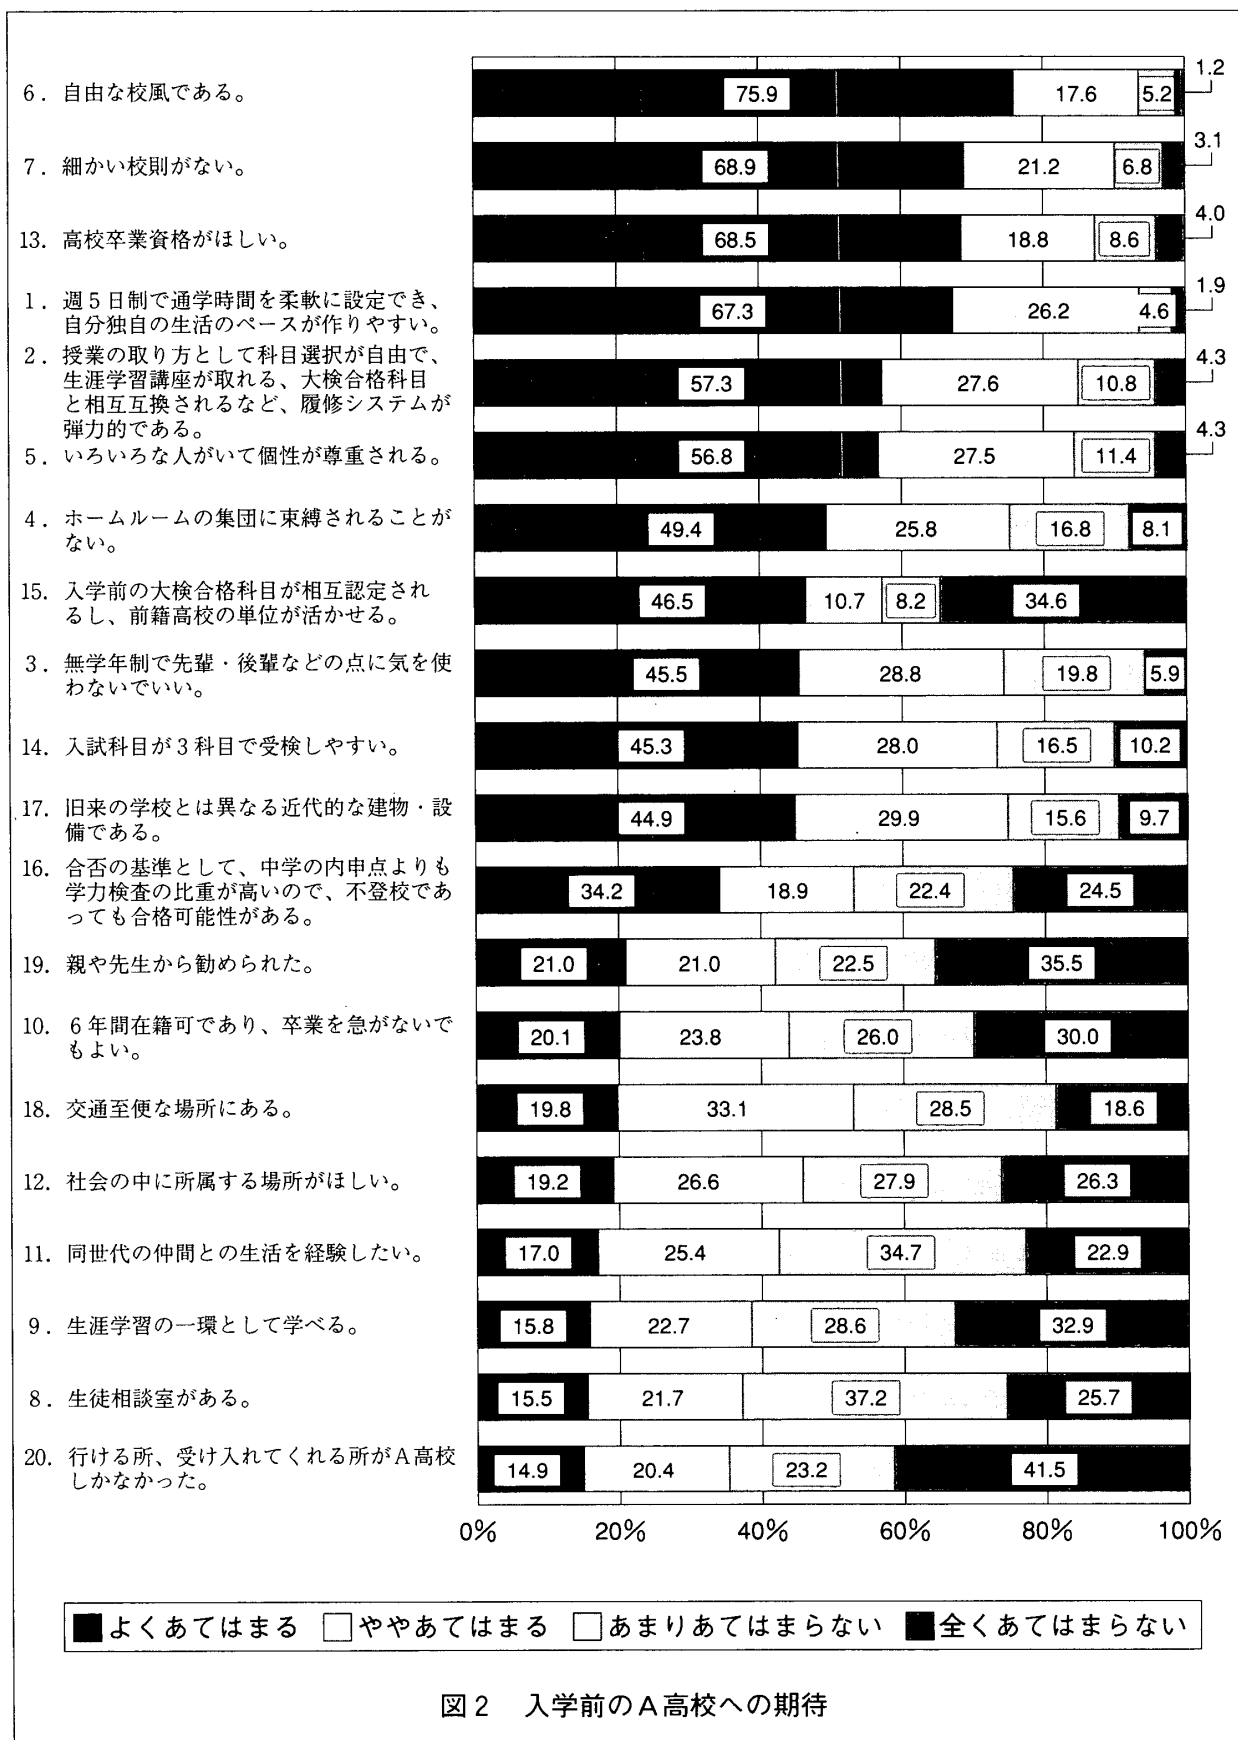 6．自由な校風である。
75.9 17.6 5.2 1.2
7．細かい校則がない。
68.9 21.2 6.8 3.1
13．高校卒業資格がほしい。
68.5 18.8 8.6 4.0
1．週5日制で通学時間を柔軟に設定でき、
自分独自の生活のペースが作りやすい。
67.3 26.2 4.6 1.9
2．授業の取り方として科目選択が自由で、
生涯学習講座が取れる、大検合格科目
と相互互換されるなど、履修システムが
弾力的である。
57.3 27.6 10.8 4.3
5．いろいろな人がいて個性が尊重される。
56.8 27.5 11.4 4.3
4．ホームルームの集団に束縛されることが
ない。
49.4 25.8 16.8 8.1
15．入学前の大検合格科目が相互認定され
るし、前籍高校の単位が活かせる。
46.5 10.7 8.2 34.6
3．無学年制で先輩・後輩などの点に気を使
わないでいい。
45.5 28.8 19.8 5.9
14．入試科目が3科目で受検しやすい。
45.3 28.0 16.5 10.2
17．旧来の学校とは異なる近代的な建物・設
備である。
44.9 29.9 15.6 9.7
16．合否の基準として、中学の内申点よりも
学力検査の比重が高いので、不登校であ
っても合格可能性がある。
34.2 18.9 22.4 24.5
19．親や先生から勧められた。
21.0 21.0 22.5 35.5
10．6年間在籍可であり、卒業を急がないで
もよい。
20.1 23.8 26.0 30.0
18．交通至便な場所にある。
19.8 33.1 28.5 18.6
12．社会の中に所属する場所がほしい。
19.2 26.6 27.9 26.3
11．同世代の仲間との生活を経験したい。
17.0 25.4 34.7 22.9
9．生涯学習の一環として学べる。
15.8 22.7 28.6 32.9
8．生徒相談室がある。
15.5 21.7 37.2 25.7
20．行ける所、受け入れてくれる所がA高校
しかなかった。
14.9 20.4 23.2 41.5
0% 20% 40% 60% 80% 100%
よくあてはまる ややあてはまる あまりあてはまらない 全くあてはまらない
図2 入学前のA高校への期待